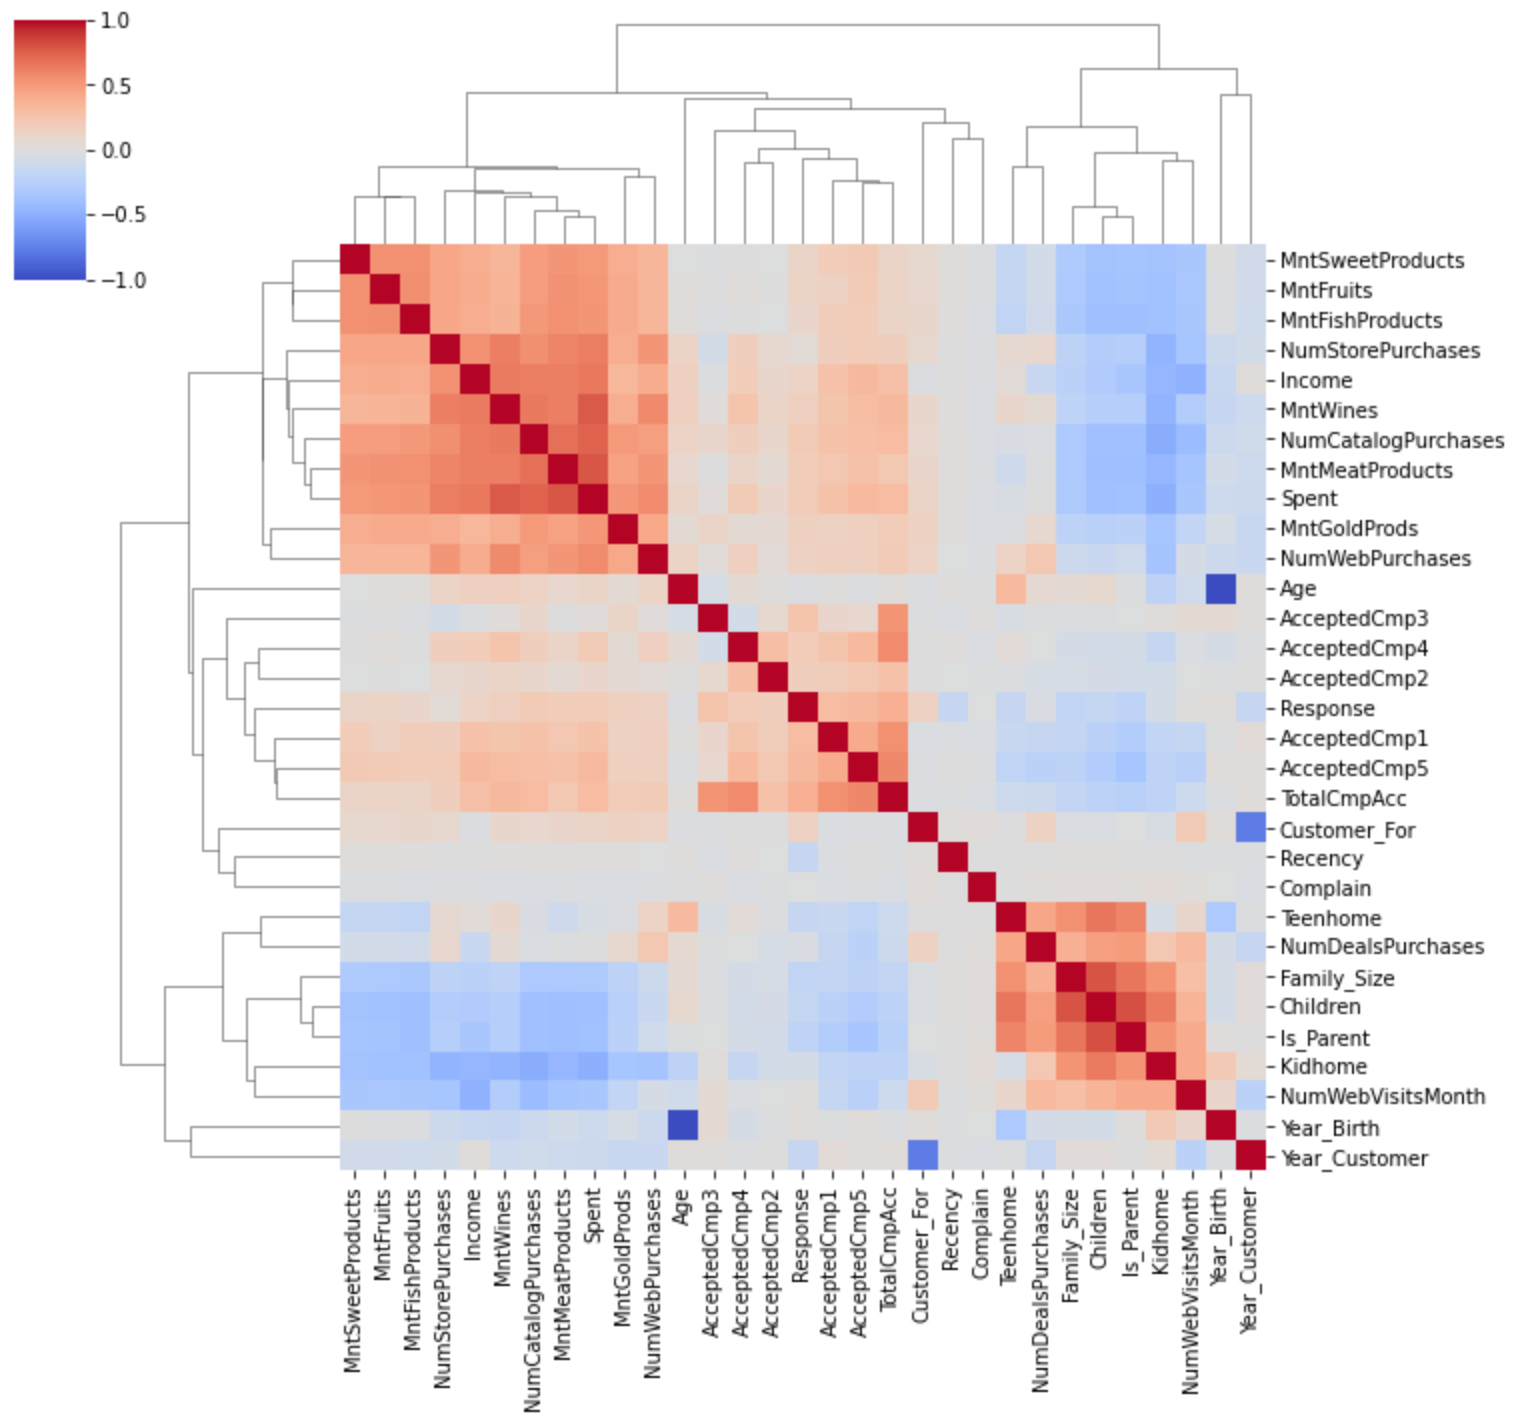 1.0
0.5
0.0
−0.5
−1.0
MntSweetProducts
MntFruits
MntFishProducts
NumStorePurchases
Income
MntWines
NumCatalogPurchases
MntMeatProducts
Spent
MntGoldProds
NumWebPurchases
Age
AcceptedCmp3
AcceptedCmp4
AcceptedCmp2
Response
AcceptedCmp1
AcceptedCmp5
TotalCmpAcc
Customer_For
Recency
Complain
Teenhome
NumDealsPurchases
Family_Size
Children
Is_Parent
Kidhome
NumWebVisitsMonth
Year_Birth
Year_Customer
MntSweetProducts
MntFruits
MntFishProducts
NumStorePurchases
Income
MntWines
NumCatalogPurchases
MntMeatProducts
Spent
MntGoldProds
NumWebPurchases
Age
AcceptedCmp3
AcceptedCmp4
AcceptedCmp2
Response
AcceptedCmp1
AcceptedCmp5
TotalCmpAcc
Customer_For
Recency
Complain
Teenhome
NumDealsPurchases
Family_Size
Children
Is_Parent
Kidhome
NumWebVisitsMonth
Year_Birth
Year_Customer